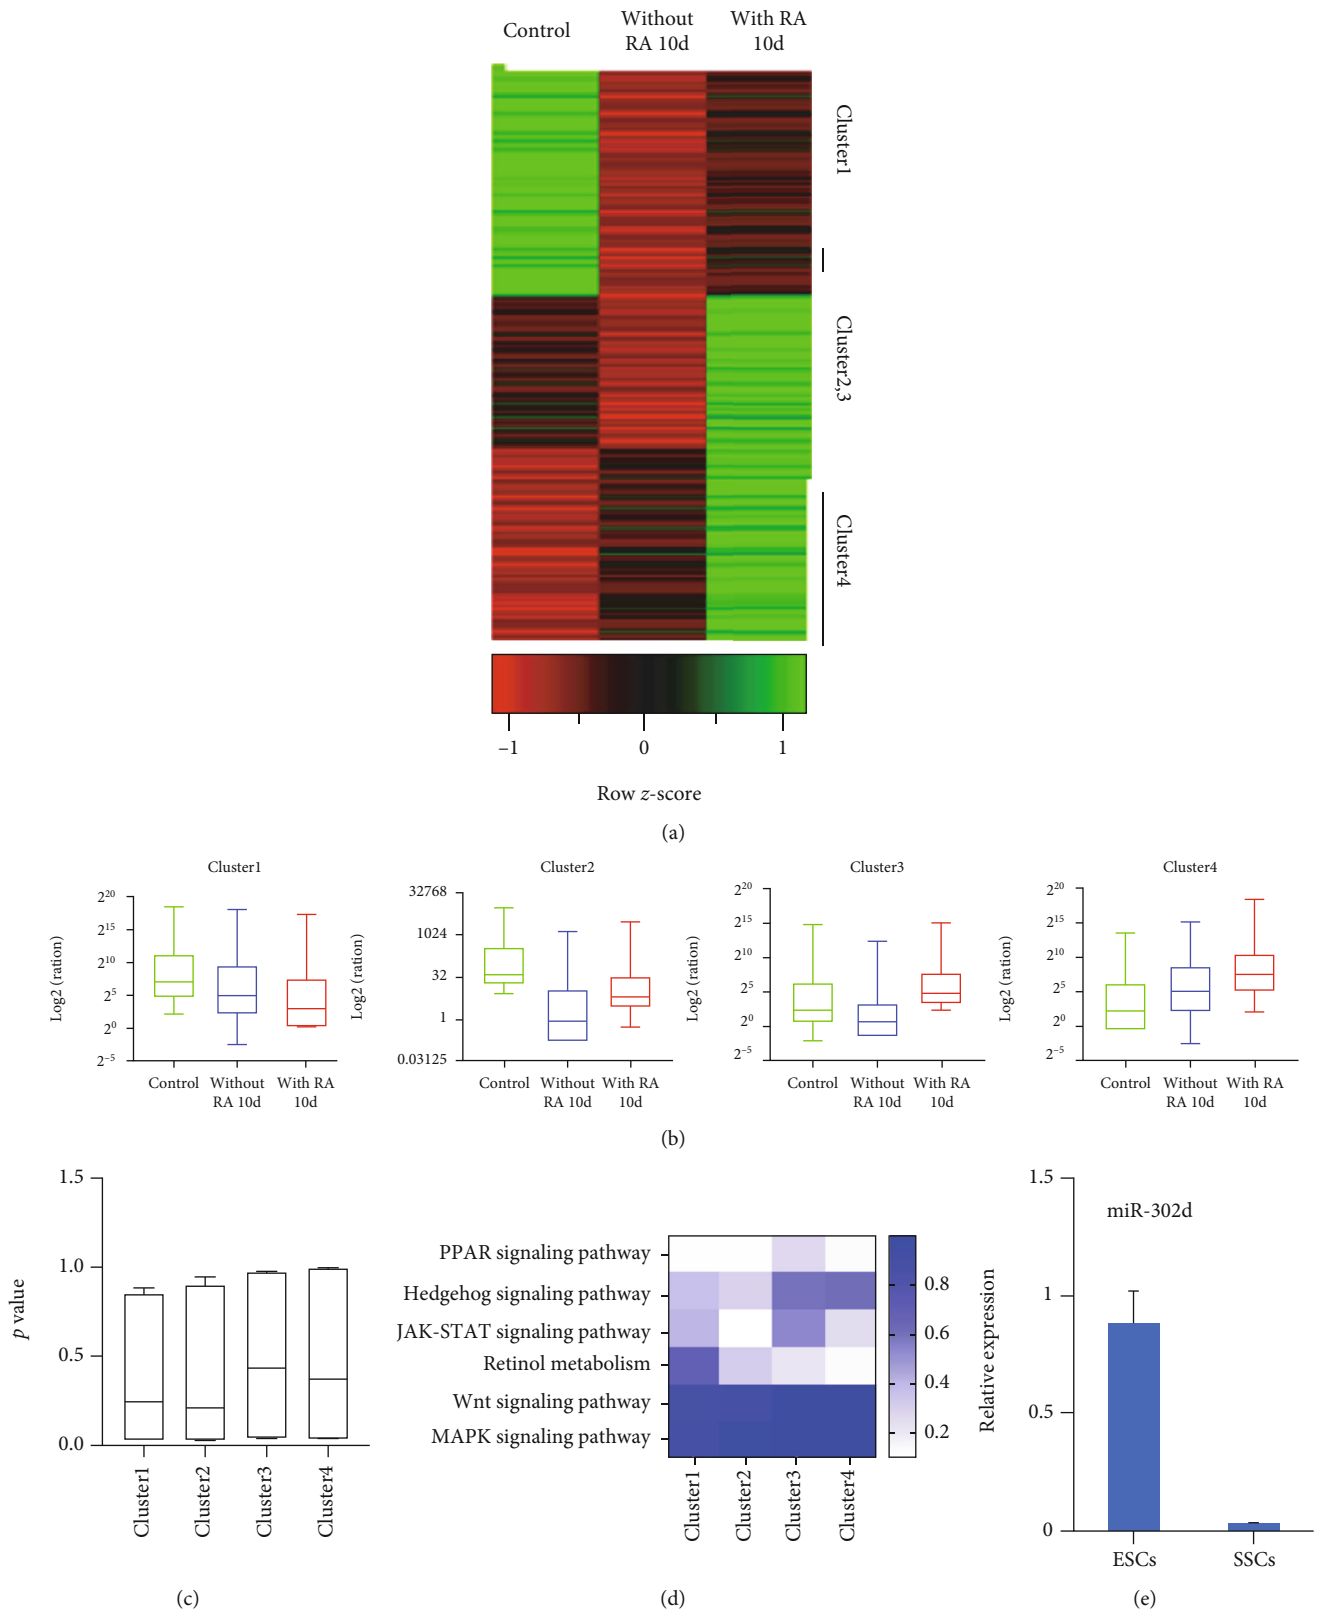 Control
Without
RA 10d
With RA
10d
Cluster1
Cluster2,3
Cluster4
−1
0
1
Row z-score
(a)
Cluster1
Log2 (ration)
2^20
2^15
2^10
2^5
2^0
2^−5
Control
Without
RA 10d
With RA
10d
Cluster2
Log2 (ration)
32768
1024
32
1
0.03125
Control
Without
RA 10d
With RA
10d
Cluster3
Log2 (ration)
2^20
2^15
2^10
2^5
2^0
2^−5
Control
Without
RA 10d
With RA
10d
Cluster4
Log2 (ration)
2^20
2^15
2^10
2^5
2^0
2^−5
Control
Without
RA 10d
With RA
10d
(b)
p value
1.5
1.0
0.5
0.0
Cluster1
Cluster2
Cluster3
Cluster4
(c)
PPAR signaling pathway
Hedgehog signaling pathway
JAK-STAT signaling pathway
Retinol metabolism
Wnt signaling pathway
MAPK signaling pathway
Cluster1
Cluster2
Cluster3
Cluster4
0.8
0.6
0.4
0.2
(d)
Relative expression
1.5
1
0.5
0
miR-302d
ESCs
SSCs
(e)